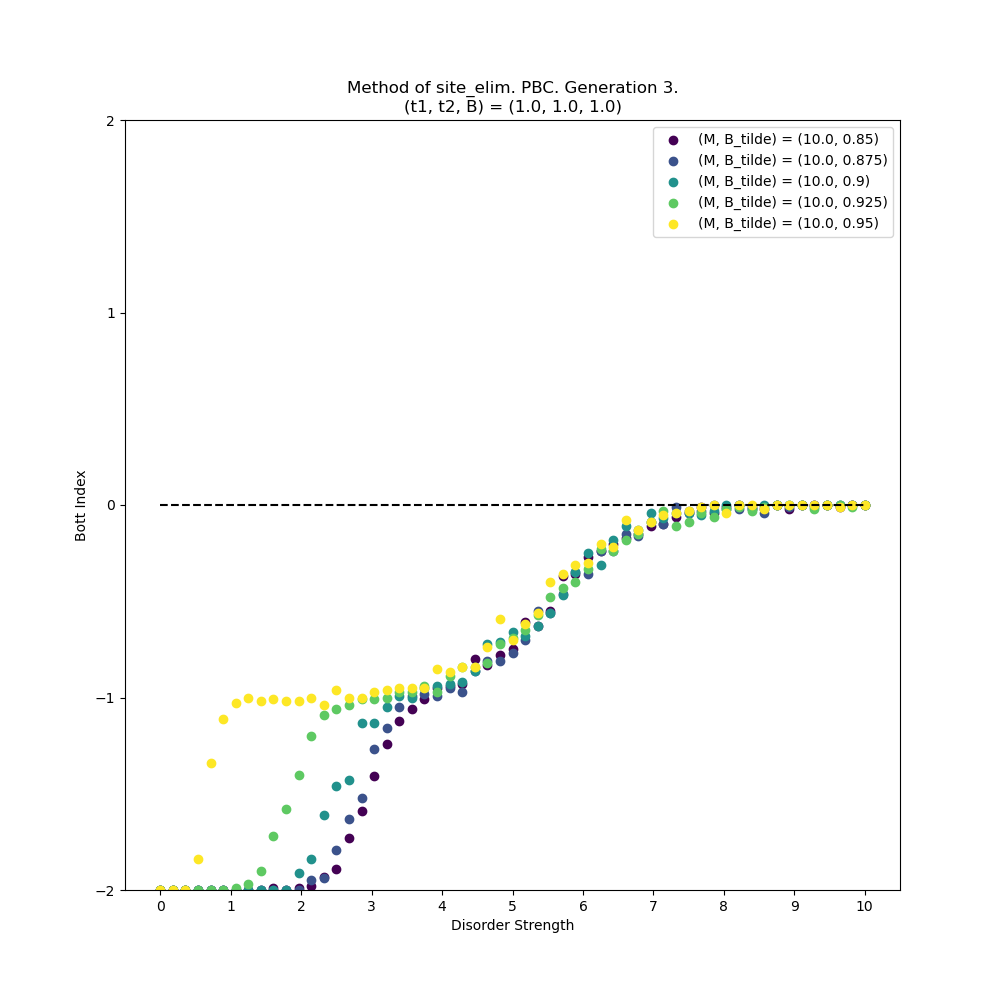 Method of site_elim. PBC. Generation 3.
(t1, t2, B) = (1.0, 1.0, 1.0)
(M, B_tilde) = (10.0, 0.85)
(M, B_tilde) = (10.0, 0.875)
(M, B_tilde) = (10.0, 0.9)
(M, B_tilde) = (10.0, 0.925)
(M, B_tilde) = (10.0, 0.95)
Bott Index
2
1
0
−1
−2
0 1 2 3 4 5 6 7 8 9 10
Disorder Strength